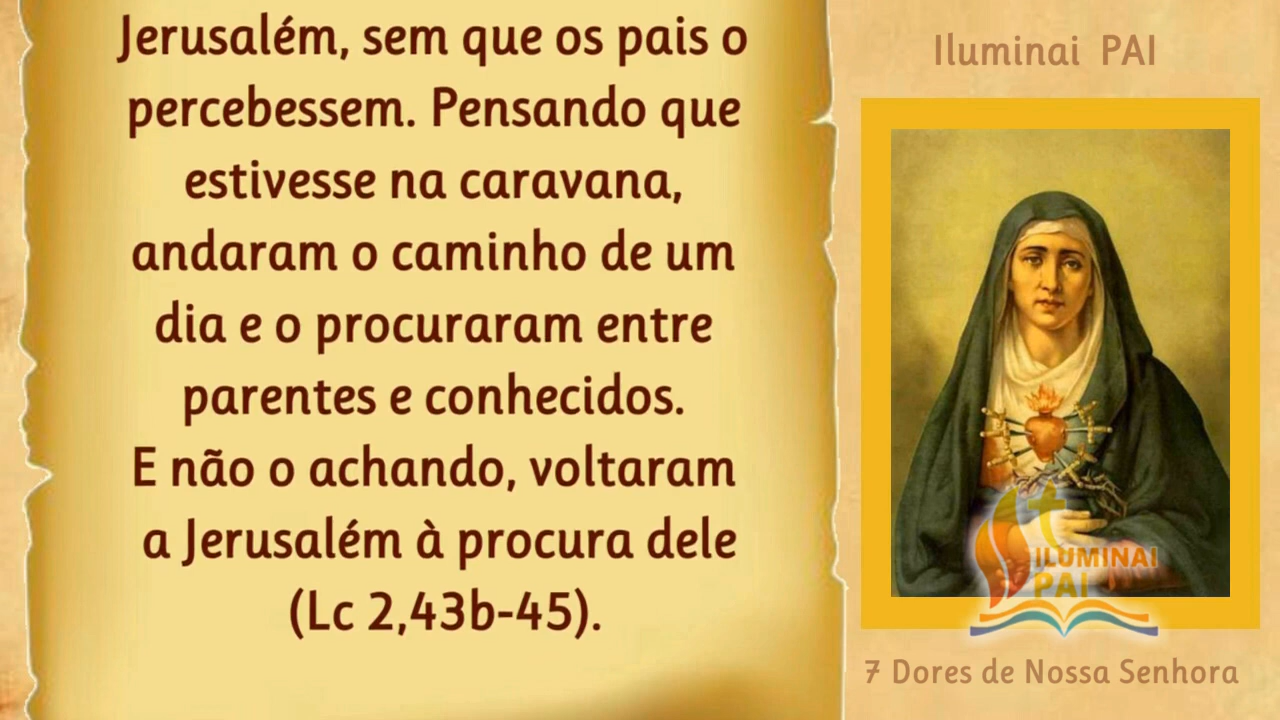 Jerusalém, sem que os pais o
percebessem. Pensando que
estivesse na caravana,
andaram o caminho de um
dia e o procuraram entre
parentes e conhecidos.
E não o achando, voltaram
a Jerusalém à procura dele
(Lc 2,43b-45).
Iluminai PAI
ILUMINAI
PAI
7 Dores de Nossa Senhora